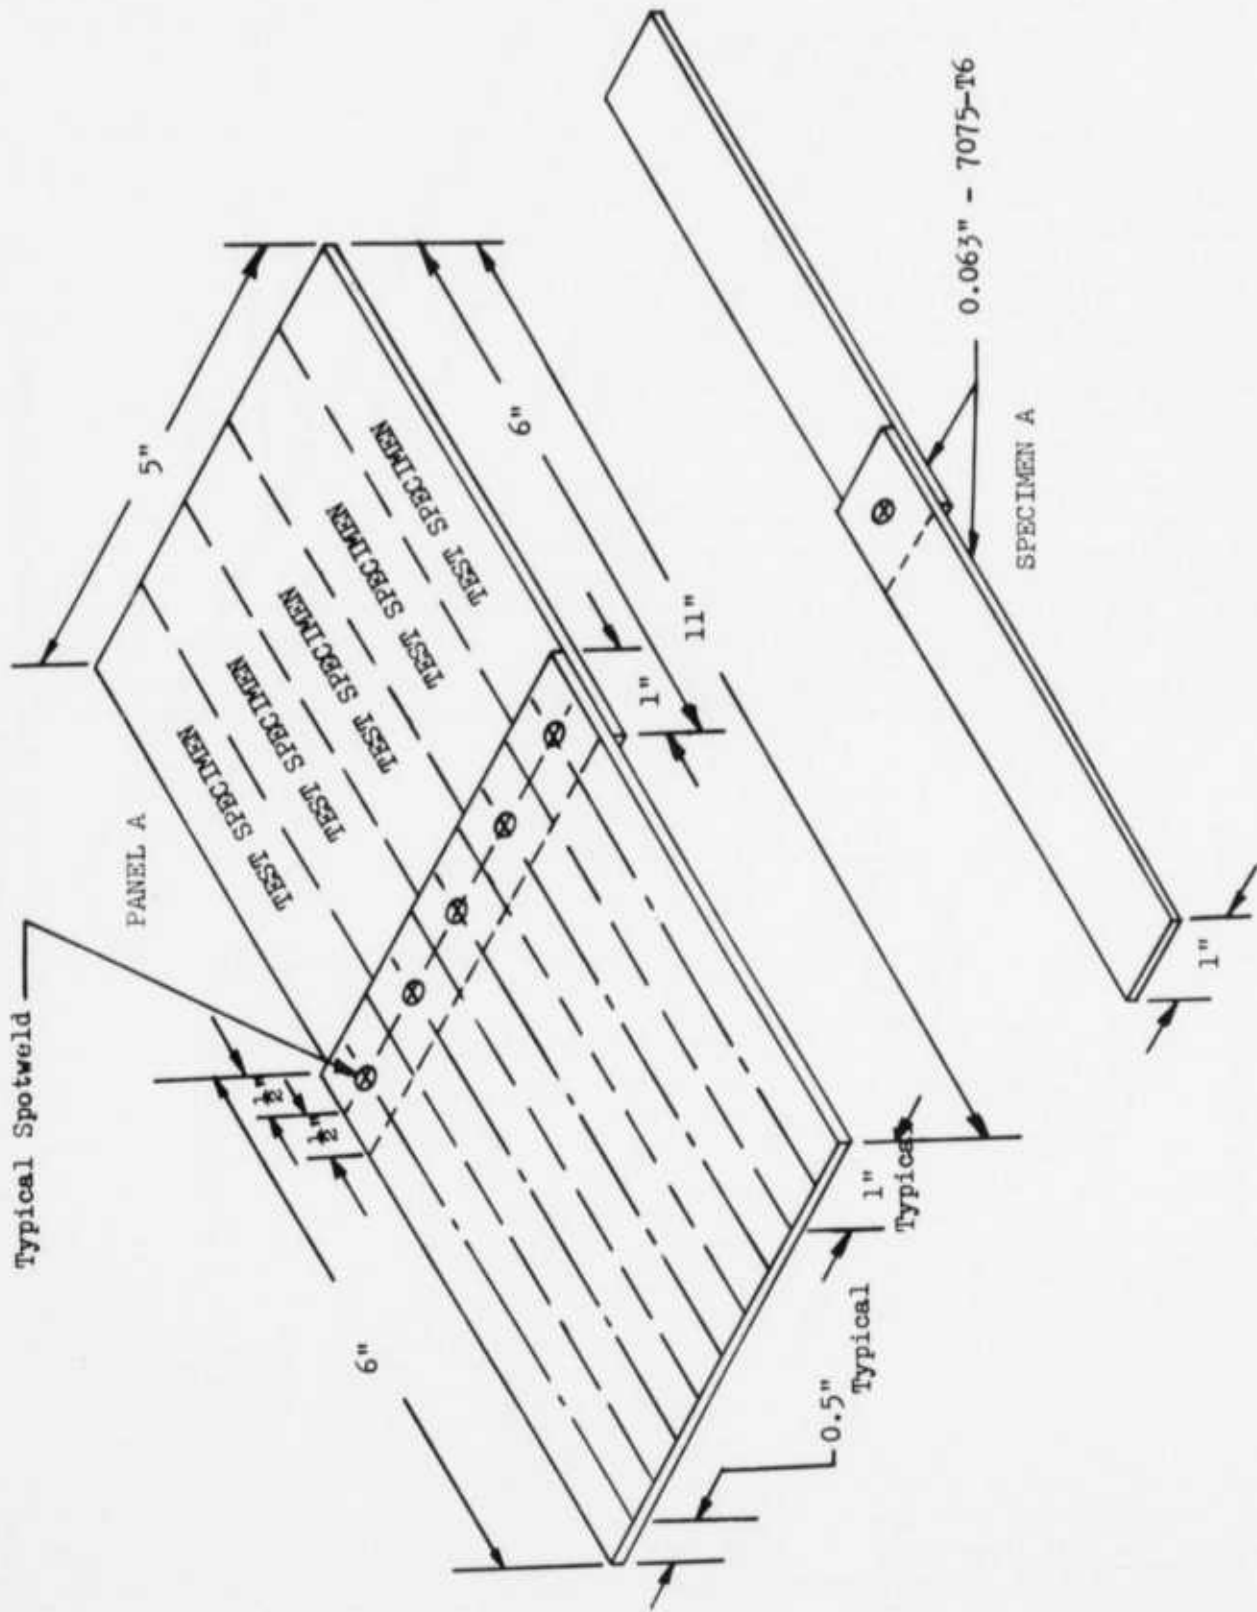 Typical Spotweld
PANEL A
5"
TEST SPECIMEN
TEST SPECIMEN
TEST SPECIMEN
TEST SPECIMEN
TEST SPECIMEN
½"
½"
6"
6"
1"
11"
0.5"
Typical
1"
Typical
0.063" - 7075-T6
SPECIMEN A
1"